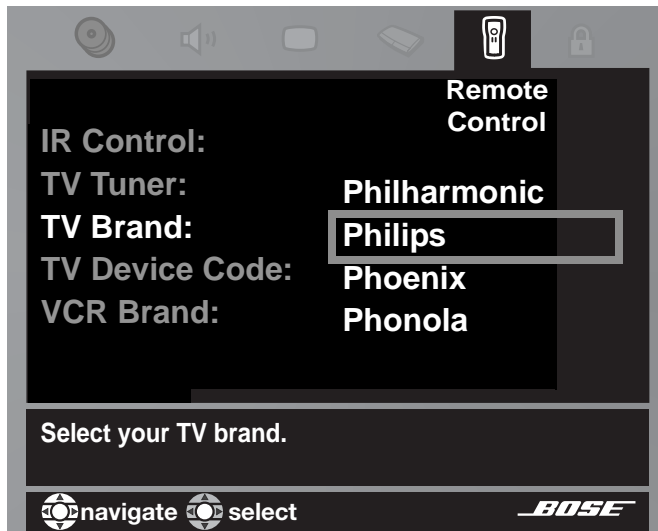 Remote
Control
IR Control:
TV Tuner:
TV Brand:
TV Device Code:
VCR Brand:
Philharmonic
Philips
Phoenix
Phonola
Select your TV brand.
navigate select
BOSE